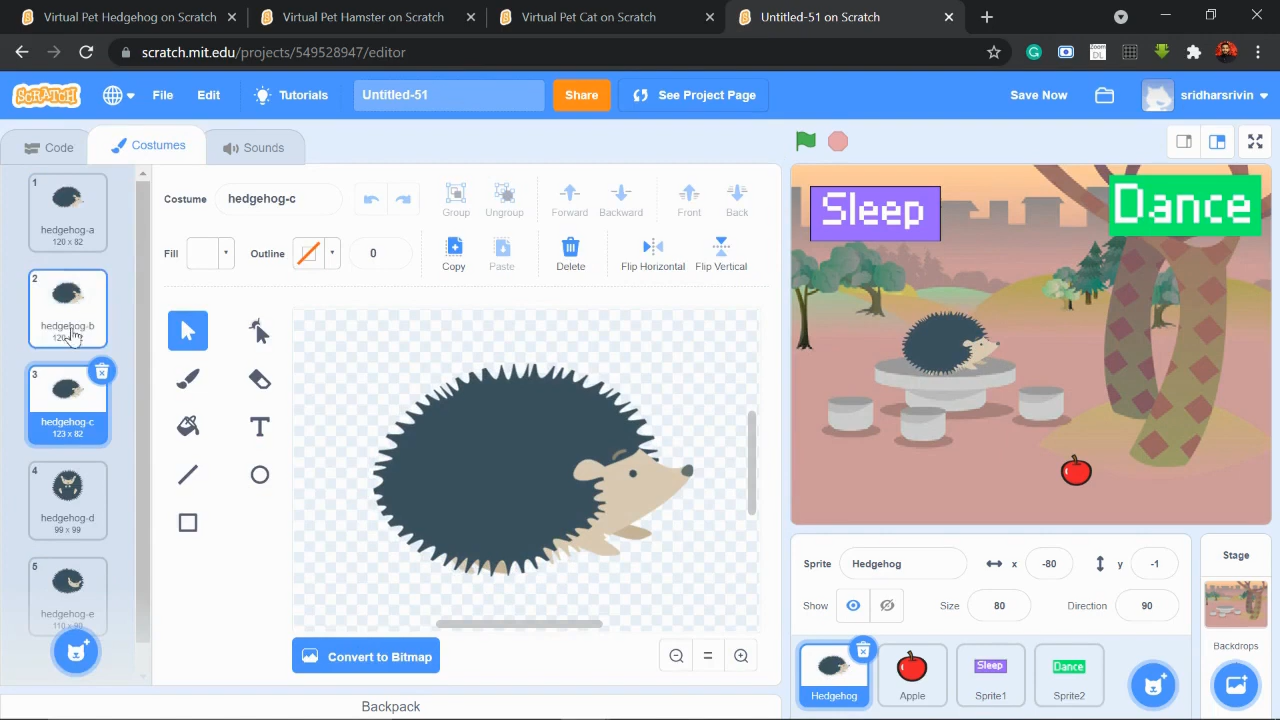 Virtual Pet Hedgehog on Scratch
Virtual Pet Hamster on Scratch
Virtual Pet Cat on Scratch
Untitled-51 on Scratch
scratch.mit.edu/projects/549528947/editor
Zoom DL
SCRATCH
File
Edit
Tutorials
Untitled-51
Share
See Project Page
Save Now
sridharsrivin
Code
Costumes
Sounds
1
hedgehog-a
120 x 82
2
hedgehog-b
3
hedgehog-c
123 x 82
4
hedgehog-d
99 x 99
5
hedgehog-e
Costume
hedgehog-c
Group
Ungroup
Forward
Backward
Front
Back
Fill
Outline
0
Copy
Paste
Delete
Flip Horizontal
Flip Vertical
T
Convert to Bitmap
Backpack
Sleep
Dance
Sprite
Hedgehog
x
-80
y
-1
Show
Size
80
Direction
90
Hedgehog
Apple
Sleep
Sprite1
Dance
Sprite2
Stage
Backdrops